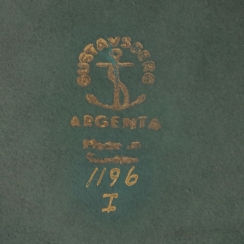 GUSTAVSBERG
ARGENTA
Made in
Sweden
1196
I